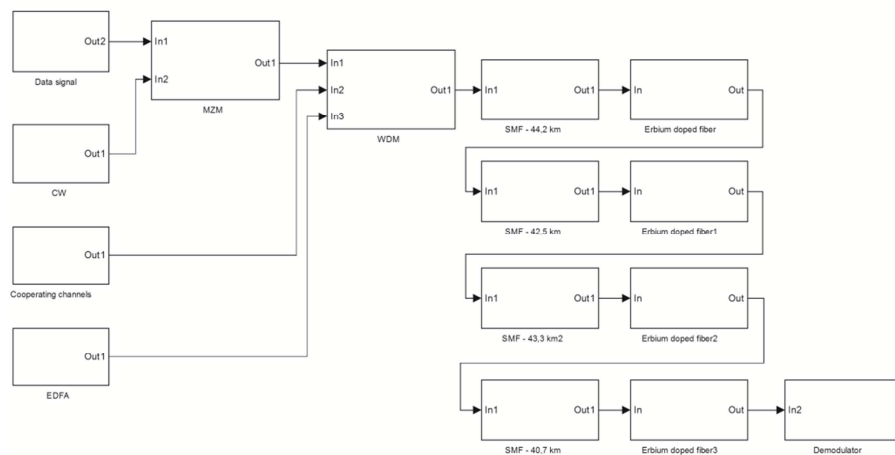 Out2
Data signal
In1
In2
Out1
MZM
Out1
CW
In1
In2
In3
Out1
WDM
Out1
Cooperating channels
Out1
EDFA
In1
Out1
SMF - 44,2 km
In
Out
Erbium doped fiber
In1
Out1
SMF - 42,5 km
In
Out
Erbium doped fiber1
In1
Out1
SMF - 43,3 km2
In
Out
Erbium doped fiber2
In1
Out1
SMF - 40,7 km
In
Out
Erbium doped fiber3
In2
Demodulator